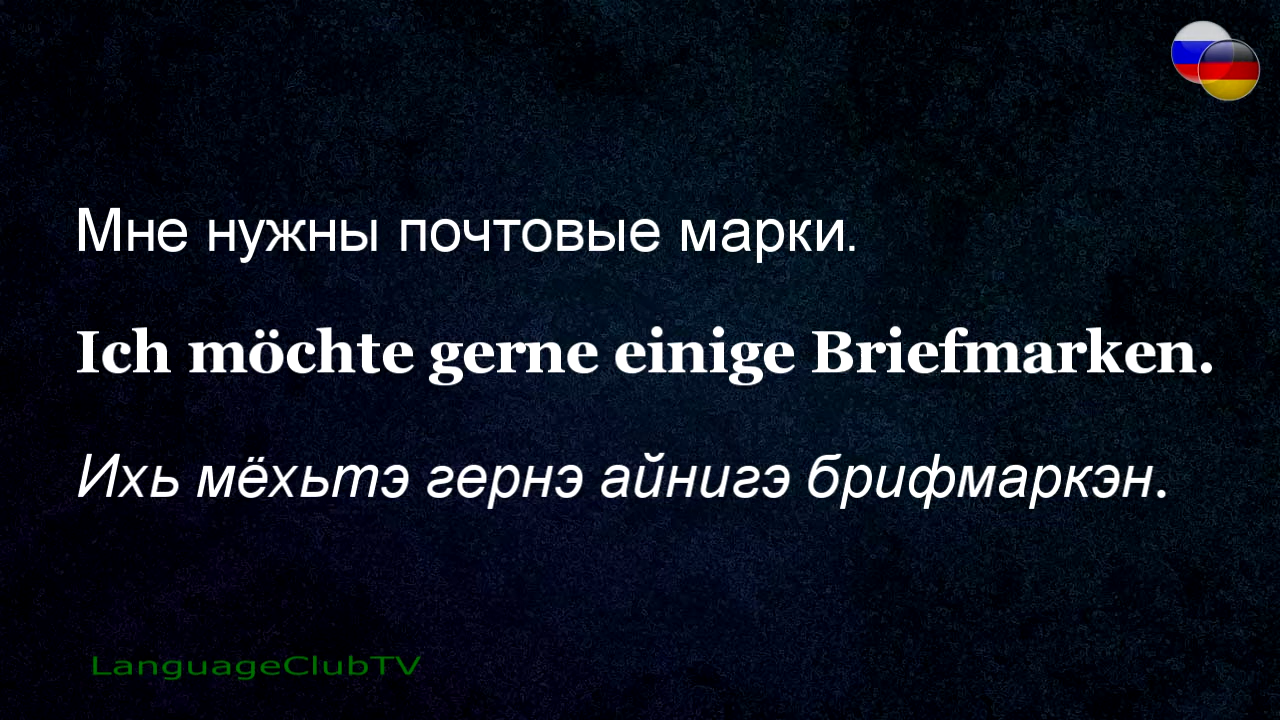 Мне нужны почтовые марки.
Ich möchte gerne einige Briefmarken.
Ихь мёхьтэ гернэ айнигэ брифмаркэн.
LanguageClubTV